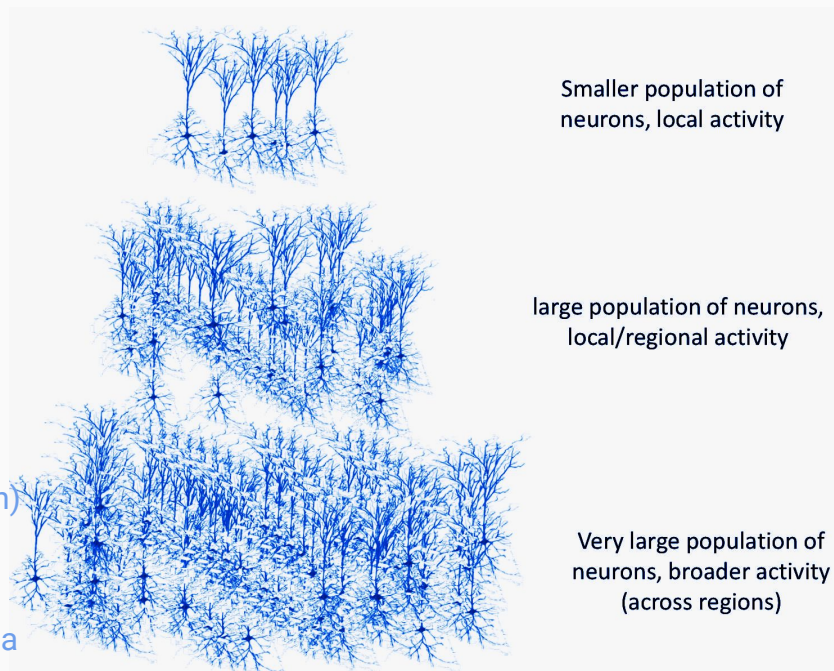 Smaller population of
neurons, local activity
large population of neurons,
local/regional activity
n)
Very large population of
neurons, broader activity
(across regions)
a